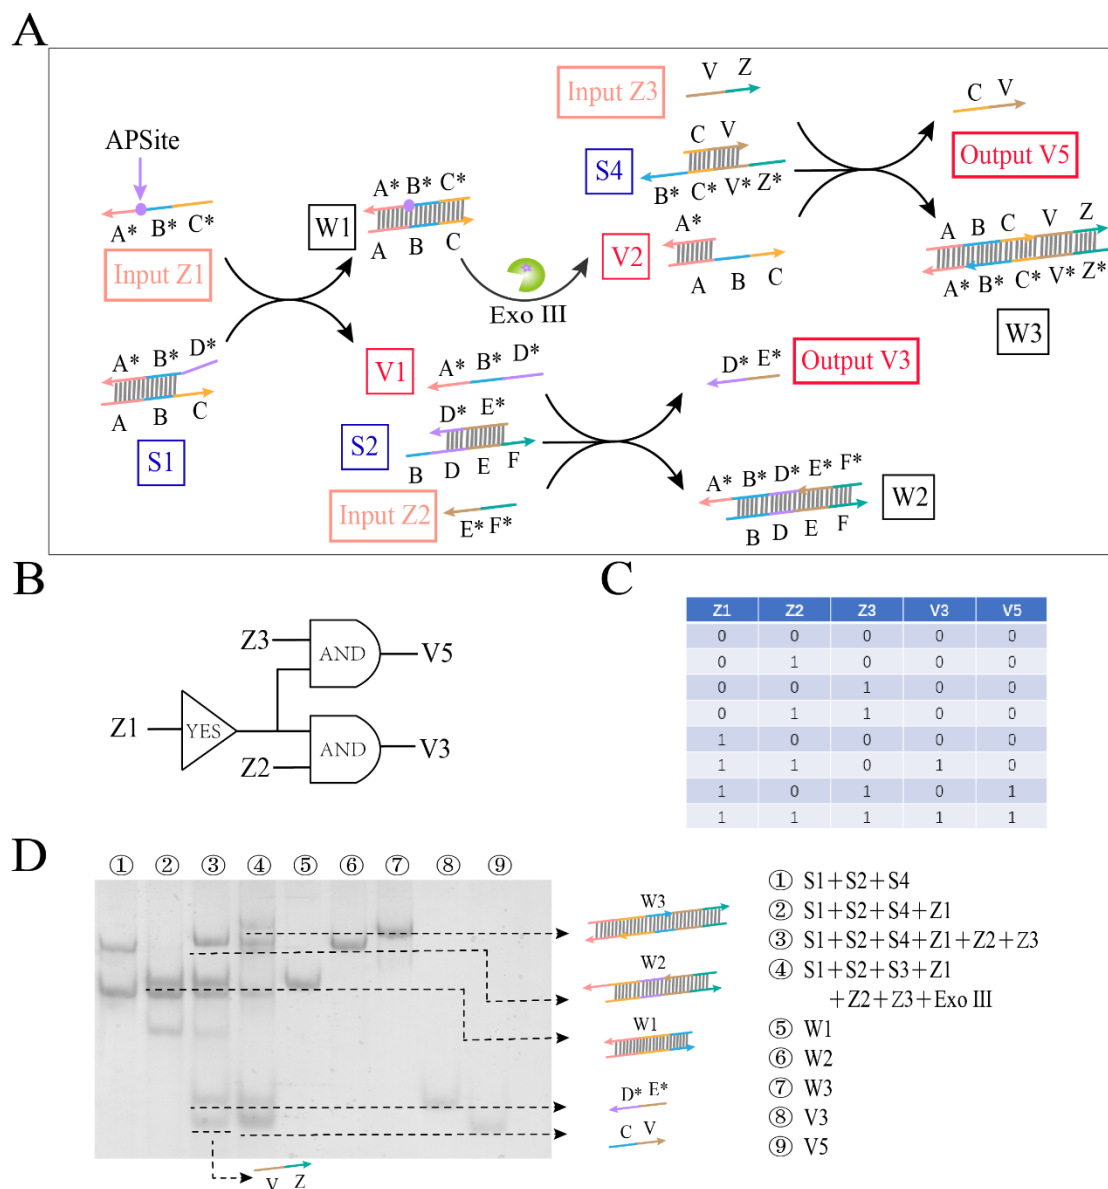 A
APSite
A* B* C*
Input Z1
A* B* D*
A B C
S1
W1
A* B* C*
A B C
Exo III
Input Z3
V Z
S4
C V
B* C* V* Z*
V2
A*
A B C
C V
Output V5
A B C V Z
A* B* C* V* Z*
W3
V1
A* B* D*
S2
D* E*
B D E F
Input Z2
E* F*
D* E*
Output V3
A* B* D* E* F*
B D E F
W2
B
Z3
AND
V5
Z1
YES
AND
V3
Z2
C
Z1 Z2 Z3 V3 V5
0 0 0 0 0
0 1 0 0 0
0 0 1 0 0
0 1 1 0 0
1 0 0 0 0
1 1 0 1 0
1 0 1 0 1
1 1 1 1 1
D
① ② ③ ④ ⑤ ⑥ ⑦ ⑧ ⑨
W3
W2
W1
D* E*
C V
V Z
① S1+S2+S4
② S1+S2+S4+Z1
③ S1+S2+S4+Z1+Z2+Z3
④ S1+S2+S3+Z1
+Z2+Z3+Exo III
⑤ W1
⑥ W2
⑦ W3
⑧ V3
⑨ V5